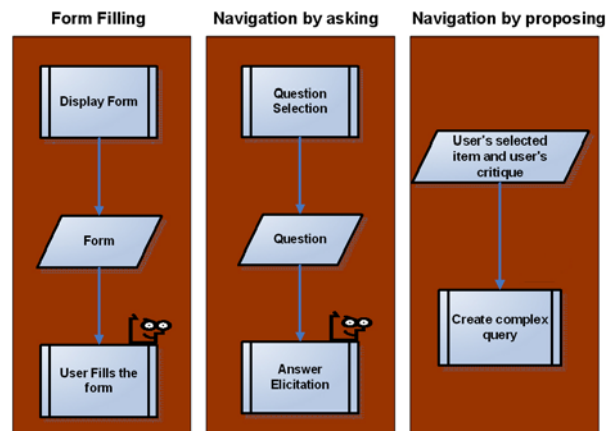 Form Filling
Display Form
Form
User Fills the
form
Navigation by asking
Question
Selection
Question
Answer
Elicitation
Navigation by proposing
User's selected
item and user's
critique
Create complex
query